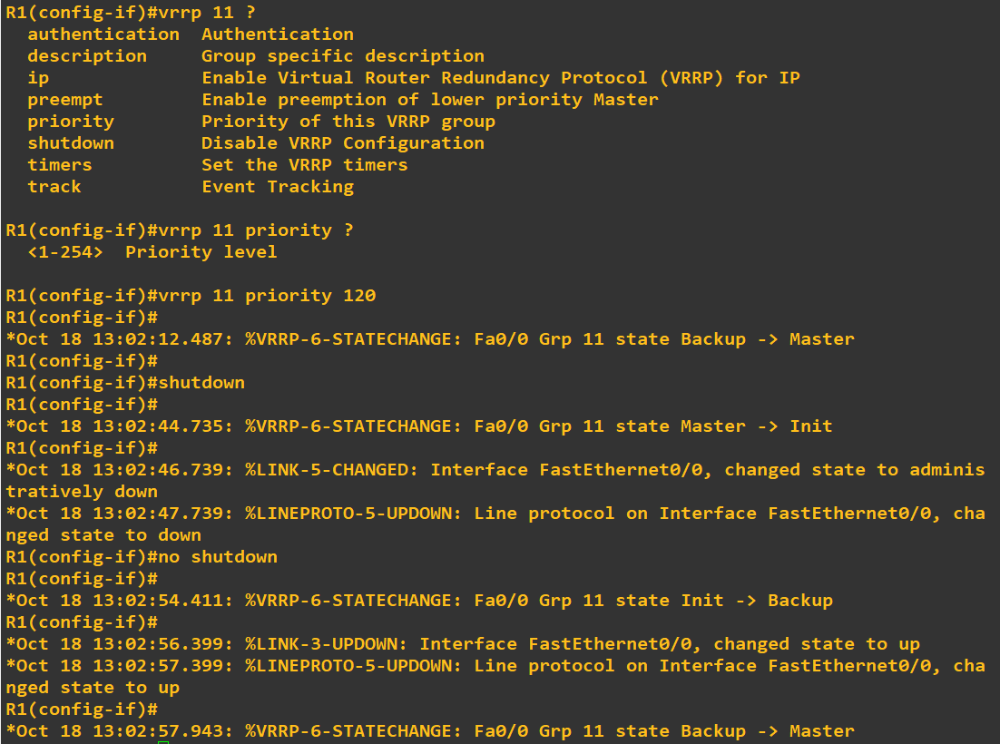 R1(config-if)#vrrp 11 ?
  authentication  Authentication
  description     Group specific description
  ip              Enable Virtual Router Redundancy Protocol (VRRP) for IP
  preempt         Enable preemption of lower priority Master
  priority        Priority of this VRRP group
  shutdown        Disable VRRP Configuration
  timers          Set the VRRP timers
  track           Event Tracking

R1(config-if)#vrrp 11 priority ?
  <1-254>  Priority level

R1(config-if)#vrrp 11 priority 120
R1(config-if)#
*Oct 18 13:02:12.487: %VRRP-6-STATECHANGE: Fa0/0 Grp 11 state Backup -> Master
R1(config-if)#
R1(config-if)#shutdown
R1(config-if)#
*Oct 18 13:02:44.735: %VRRP-6-STATECHANGE: Fa0/0 Grp 11 state Master -> Init
R1(config-if)#
*Oct 18 13:02:46.739: %LINK-5-CHANGED: Interface FastEthernet0/0, changed state to adminis
tratively down
*Oct 18 13:02:47.739: %LINEPROTO-5-UPDOWN: Line protocol on Interface FastEthernet0/0, cha
nged state to down
R1(config-if)#no shutdown
R1(config-if)#
*Oct 18 13:02:54.411: %VRRP-6-STATECHANGE: Fa0/0 Grp 11 state Init -> Backup
R1(config-if)#
*Oct 18 13:02:56.399: %LINK-3-UPDOWN: Interface FastEthernet0/0, changed state to up
*Oct 18 13:02:57.399: %LINEPROTO-5-UPDOWN: Line protocol on Interface FastEthernet0/0, cha
nged state to up
R1(config-if)#
*Oct 18 13:02:57.943: %VRRP-6-STATECHANGE: Fa0/0 Grp 11 state Backup -> Master